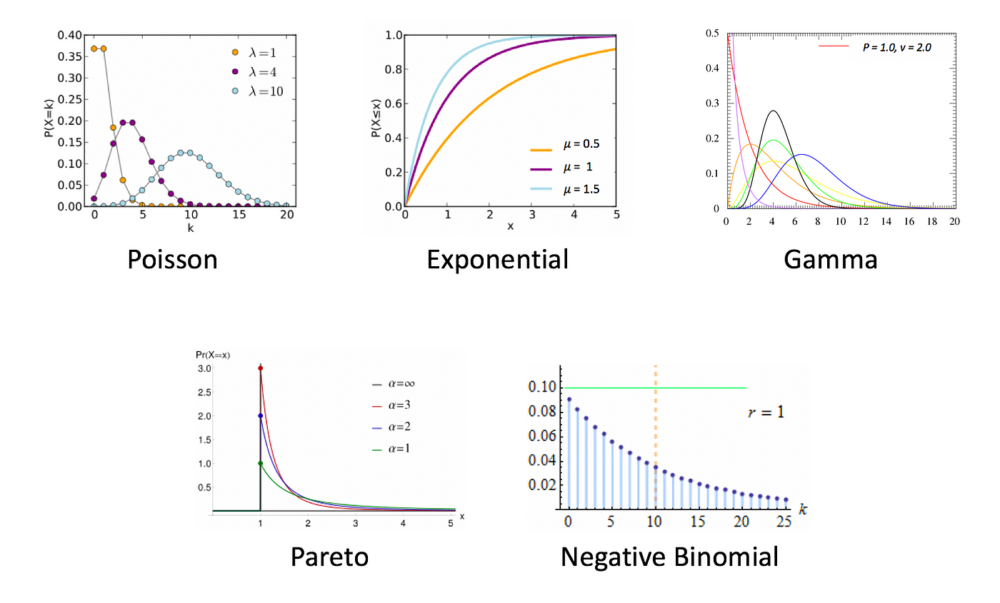 0.40
0.35
0.30
0.25
0.20
0.15
0.10
0.05
0.00
P(X=k)
λ=1
λ=4
λ=10
0 5 10 15 20
k
Poisson
1.0
0.8
0.6
0.4
0.2
0.0
P(X≤x)
μ = 0.5
μ = 1
μ = 1.5
0 1 2 3 4 5
x
Exponential
0.5
0.4
0.3
0.2
0.1
0
P = 1.0, v = 2.0
0 2 4 6 8 10 12 14 16 18 20
Gamma
Pr(X=x)
3.0
2.5
2.0
1.5
1.0
0.5
α=∞
α=3
α=2
α=1
1 2 3 4 5
x
Pareto
0.10
0.08
0.06
0.04
0.02
r = 1
0 5 10 15 20 25
k
Negative Binomial